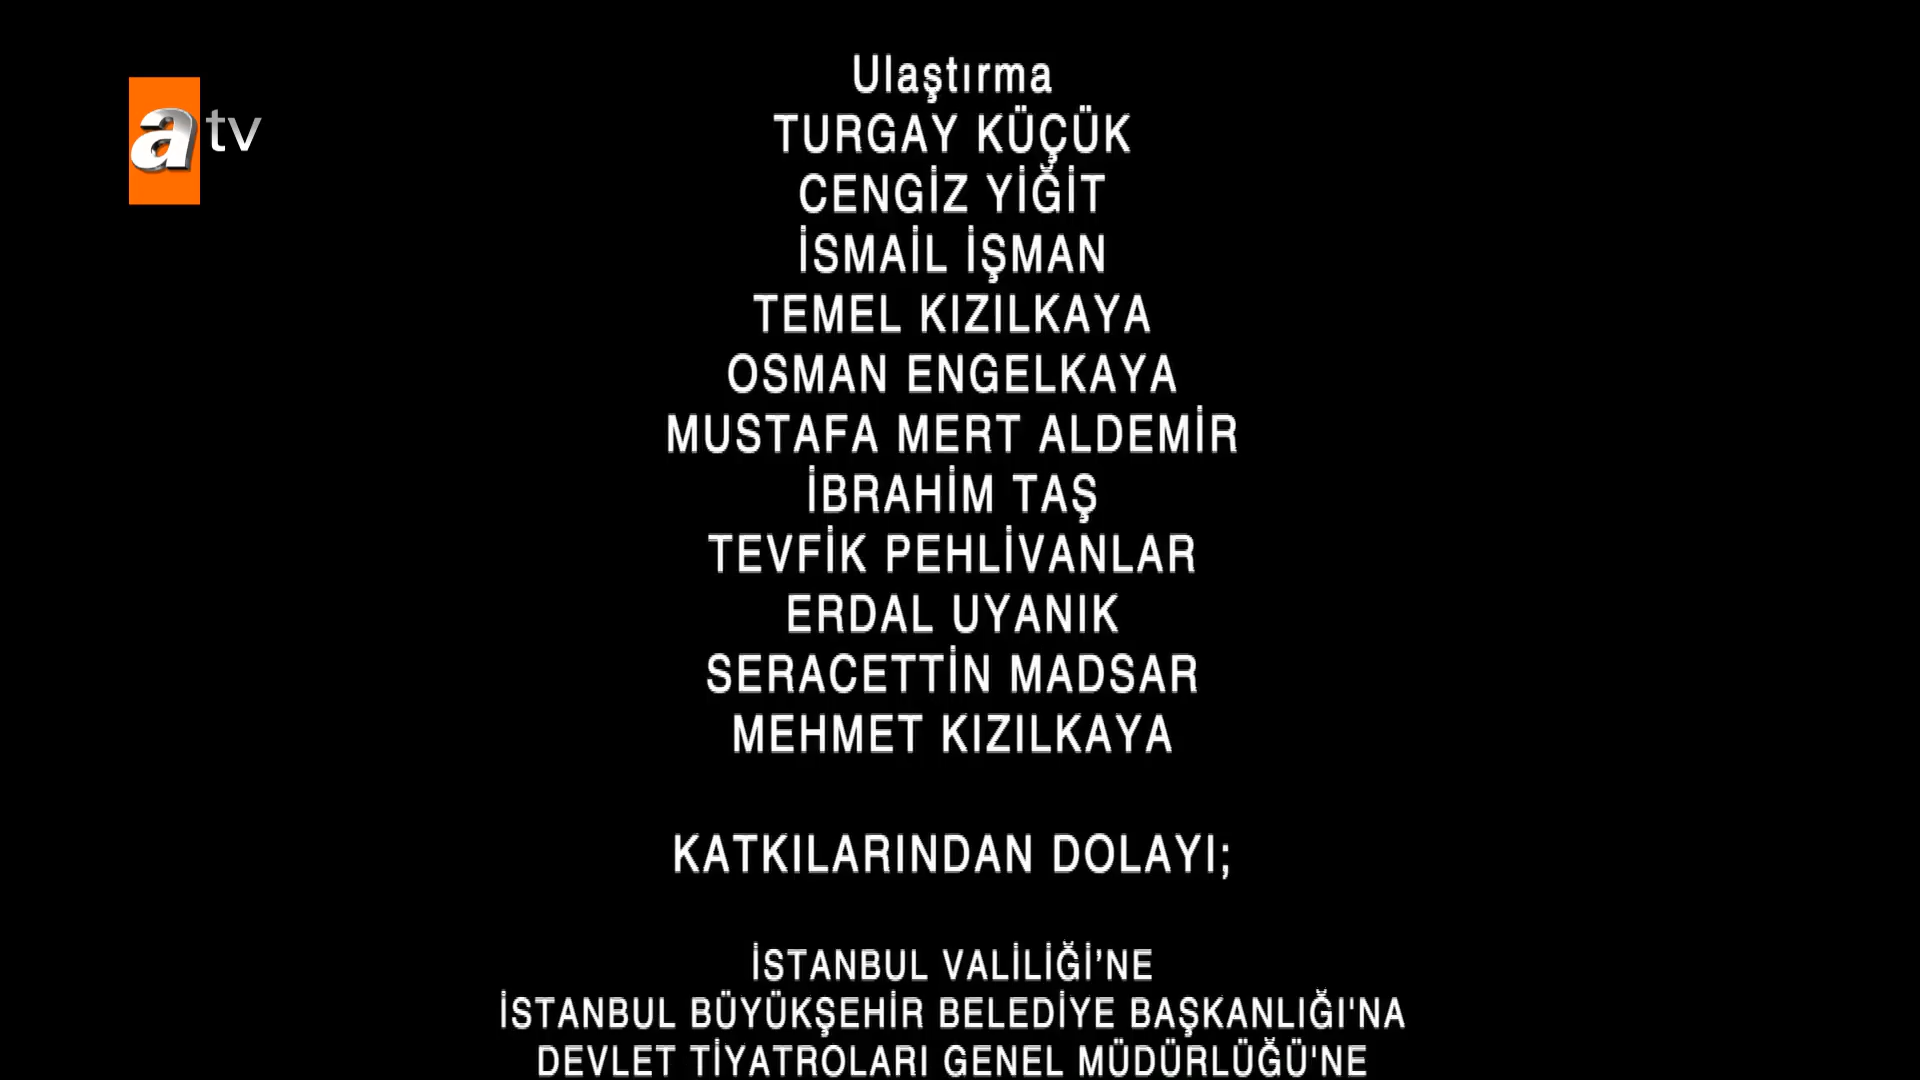 atv
Ulaştırma
TURGAY KÜÇÜK
CENGİZ YİĞİT
İSMAİL İŞMAN
TEMEL KIZILKAYA
OSMAN ENGELKAYA
MUSTAFA MERT ALDEMİR
İBRAHİM TAŞ
TEVFİK PEHLİVANLAR
ERDAL UYANIK
SERACETTİN MADSAR
MEHMET KIZILKAYA
KATKILARINDAN DOLAYI;
İSTANBUL VALİLİĞİ’NE
İSTANBUL BÜYÜKŞEHİR BELEDİYE BAŞKANLIĞI'NA
DEVLET TİYATROLARI GENEL MÜDÜRLÜĞÜ'NE